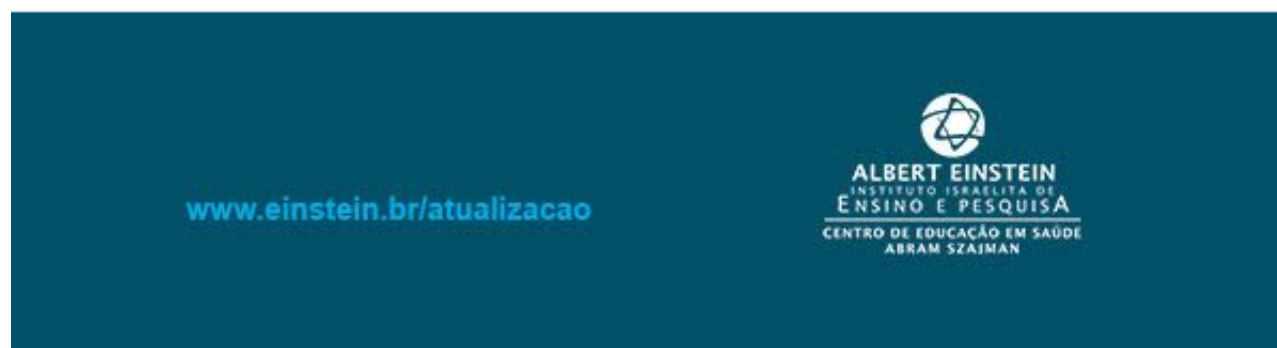 www.einstein.br/atualizacao
ALBERT EINSTEIN
INSTITUTO ISRAELITA DE
ENSINO E PESQUISA
CENTRO DE EDUCAÇÃO EM SAÚDE
ABRAM SZAJMAN